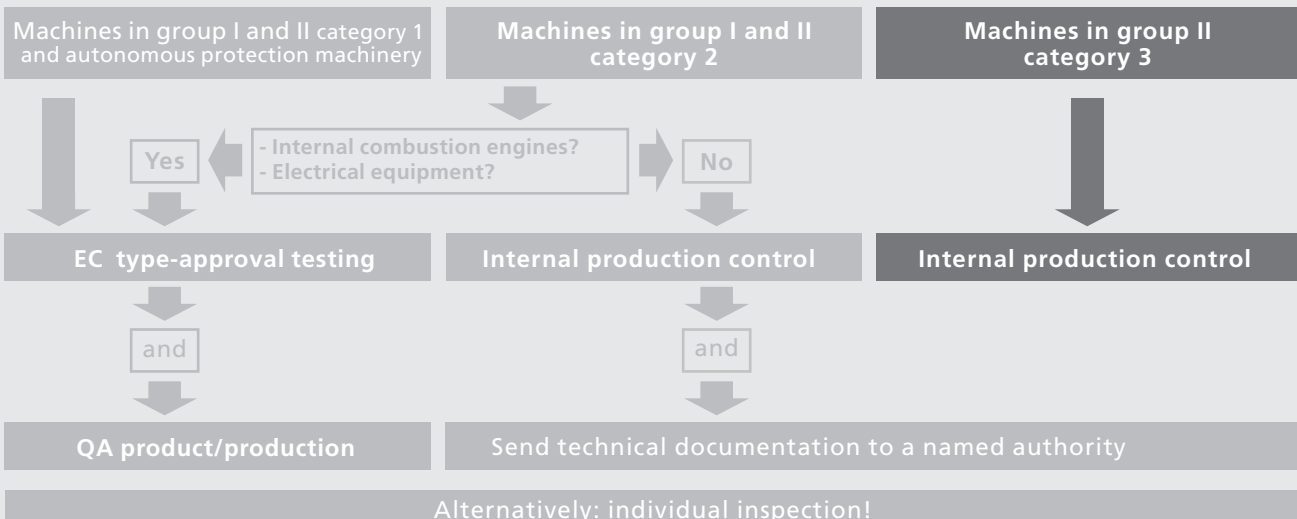 Machines in group I and II category 1
and autonomous protection machinery
Machines in group I and II
category 2
Machines in group II
category 3
Yes
- Internal combustion engines?
- Electrical equipment?
No
EC type-approval testing
Internal production control
Internal production control
and
and
QA product/production
Send technical documentation to a named authority
Alternatively: individual inspection!